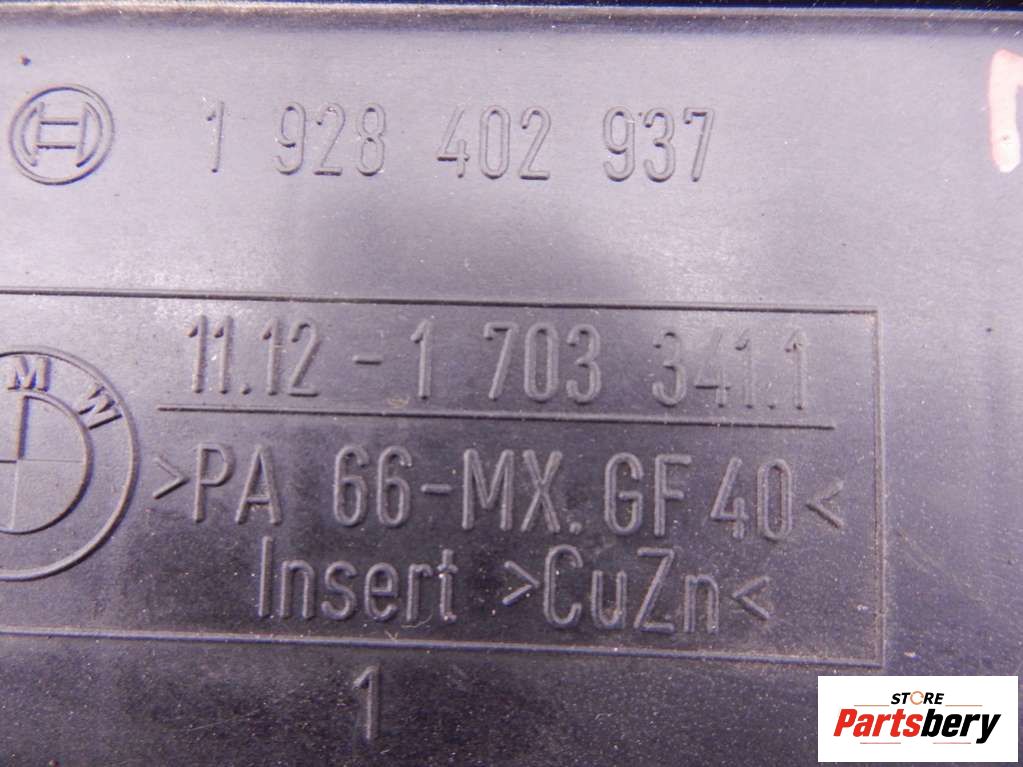 1 928 402 937
11.12 - 1 703 341.1
BMW
>PA 66-MX.GF 40<
Insert >CuZn<
1
STORE
Partsbery